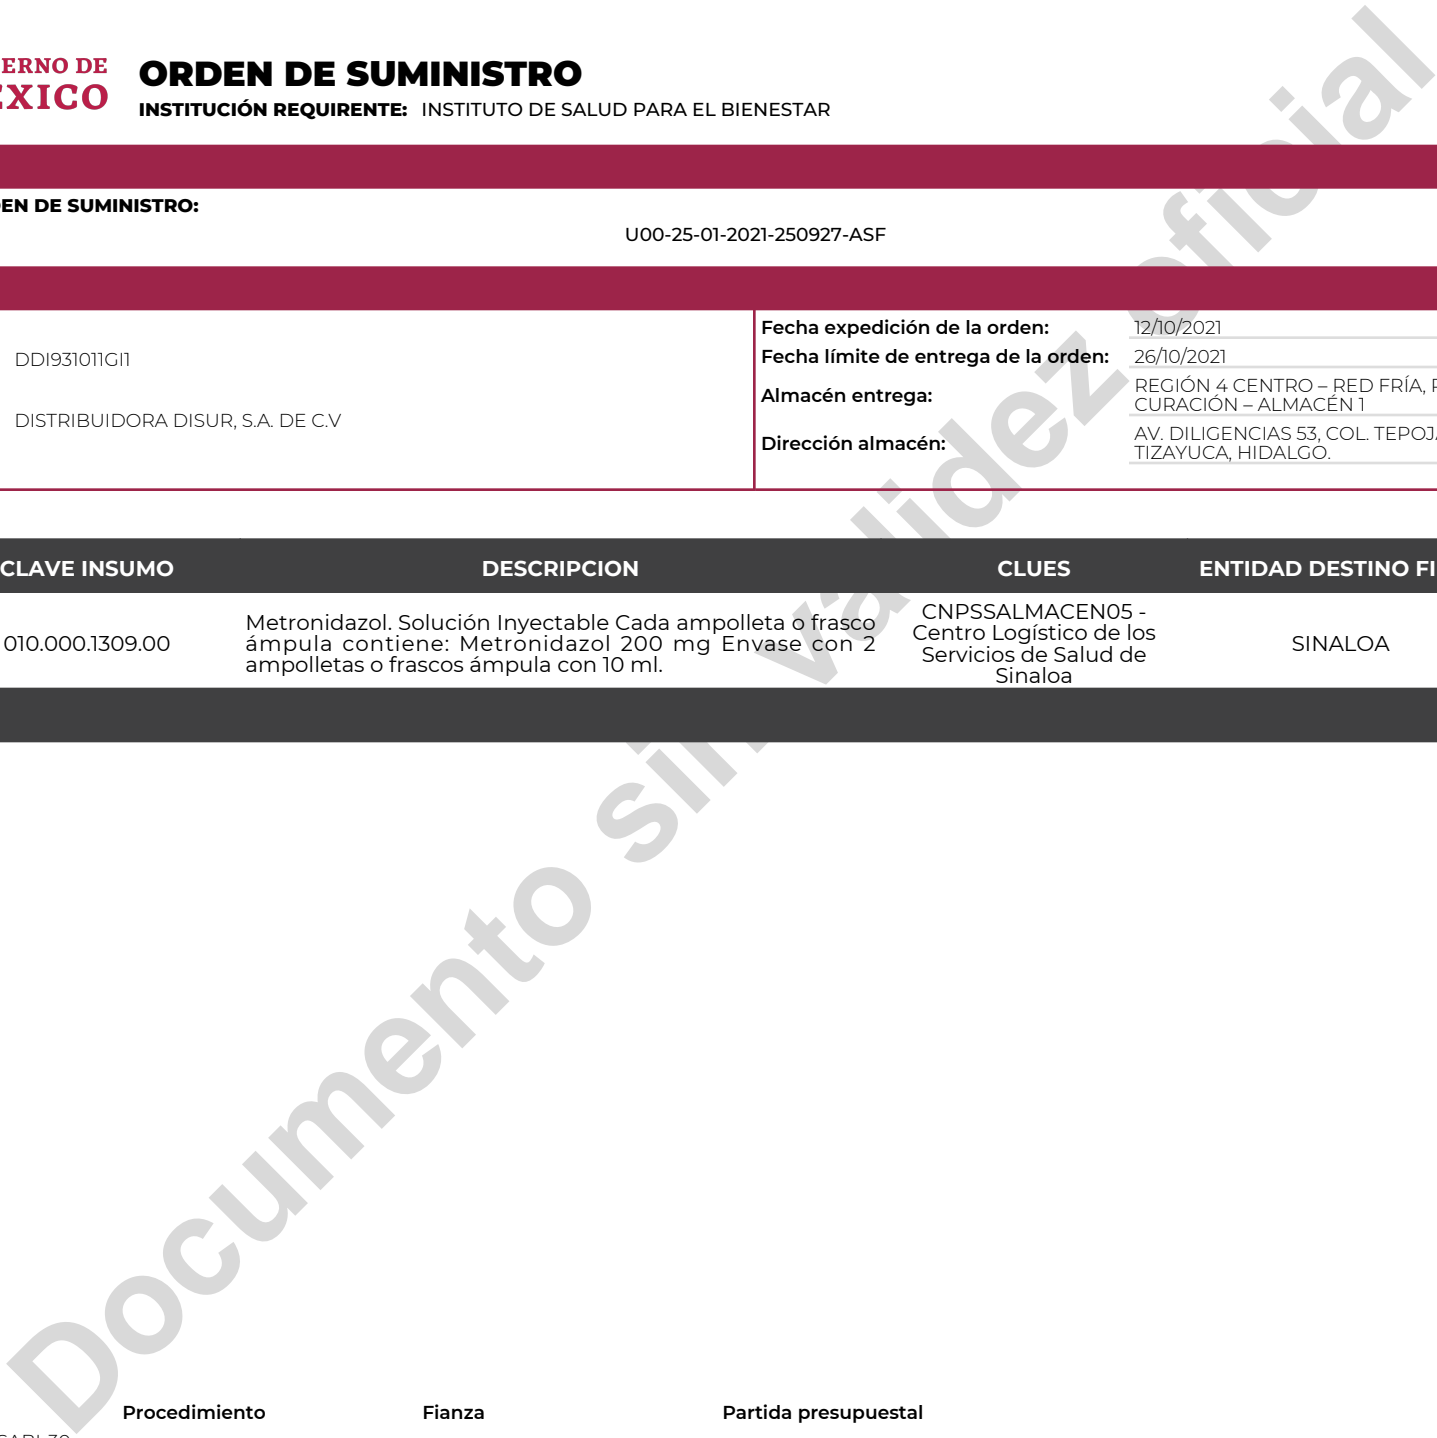 ERNO DE
EXICO
ORDEN DE SUMINISTRO
INSTITUCIÓN REQUIRENTE: INSTITUTO DE SALUD PARA EL BIENESTAR
EN DE SUMINISTRO:
U00-25-01-2021-250927-ASF
DDI931011GI1
DISTRIBUIDORA DISUR, S.A. DE C.V
Fecha expedición de la orden: 12/10/2021
Fecha límite de entrega de la orden: 26/10/2021
Almacén entrega: REGIÓN 4 CENTRO – RED FRÍA,
CURACIÓN – ALMACÉN 1
Dirección almacén: AV. DILIGENCIAS 53, COL. TEPOJ
TIZAYUCA, HIDALGO.
CLAVE INSUMO DESCRIPCION CLUES ENTIDAD DESTINO FI
010.000.1309.00
Metronidazol. Solución Inyectable Cada ampolleta o frasco
ámpula contiene: Metronidazol 200 mg Envase con 2
ampolletas o frascos ámpula con 10 ml.
CNPSSALMACEN05 -
Centro Logístico de los
Servicios de Salud de
Sinaloa
SINALOA
Documento sin validez oficial
Procedimiento Fianza Partida presupuestal